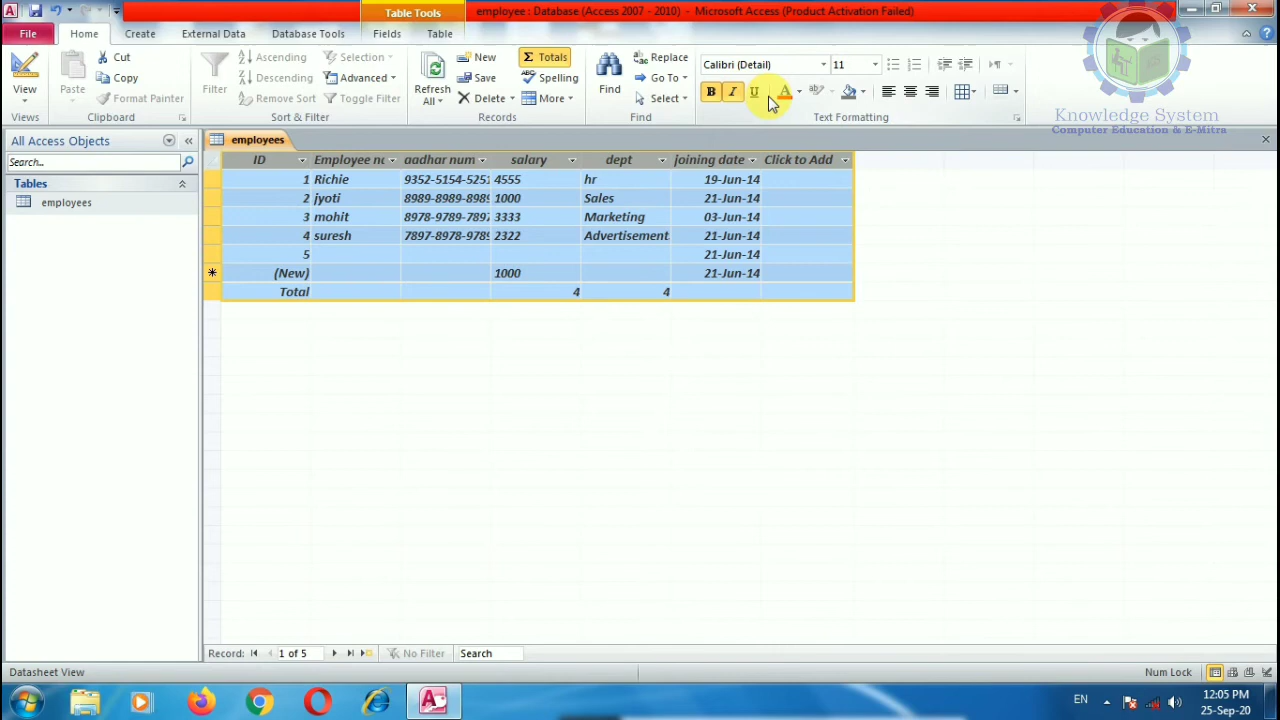 employee : Database (Access 2007 - 2010) - Microsoft Access (Product Activation Failed)
Table Tools
File Home Create External Data Database Tools Fields Table
View
Views
Paste
Cut
Copy
Format Painter
Clipboard
Filter
Ascending
Descending
Remove Sort
Selection
Advanced
Toggle Filter
Sort & Filter
Refresh All
New
Save
Delete
Σ Totals
Spelling
More
Records
Find
Replace
Go To
Select
Find
Calibri (Detail) 11
B I U A ab
Text Formatting
Knowledge System
Computer Education & E-Mitra
All Access Objects
Search...
Tables
employees
employees
ID Employee na aadhar num salary dept joining date Click to Add
1 Richie 9352-5154-5251 4555 hr 19-Jun-14
2 jyoti 8989-8989-8989 1000 Sales 21-Jun-14
3 mohit 8978-9789-7897 3333 Marketing 03-Jun-14
4 suresh 7897-8978-9789 2322 Advertisement 21-Jun-14
5 21-Jun-14
* (New) 1000 21-Jun-14
Total 4 4
Record: 1 of 5 No Filter Search
Datasheet View Num Lock
EN
12:05 PM
25-Sep-20